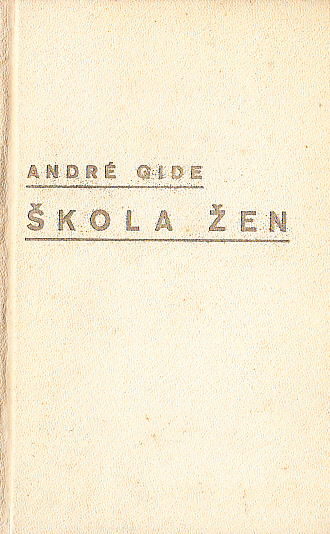 ANDRÉ GIDE
ŠKOLA ŽEN